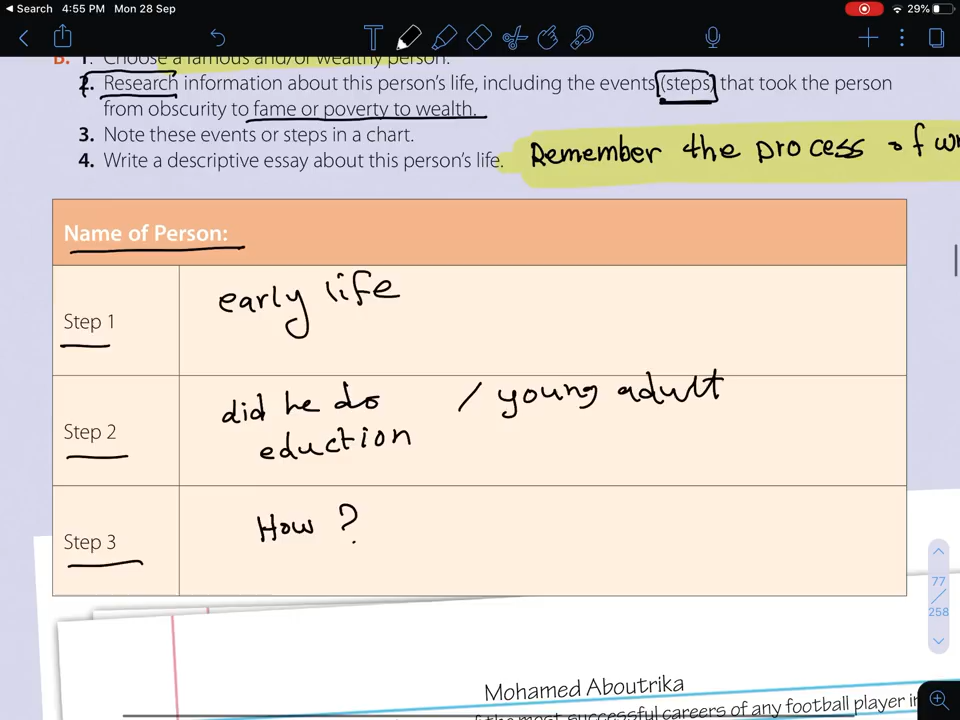 Search 4:55 PM Mon 28 Sep 29%
B. 1. Choose a famous and/or wealthy person.
2. Research information about this person's life, including the events (steps) that took the person
from obscurity to fame or poverty to wealth.
3. Note these events or steps in a chart.
4. Write a descriptive essay about this person's life.
Remember the process of
Name of Person:
Step 1
early life
Step 2
did he do / young adult
eduction
Step 3
How ?
77
258
Mohamed Aboutrika
the most successful careers of any football player in